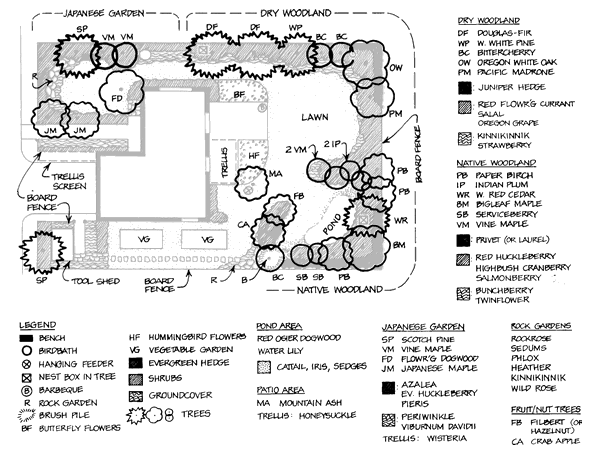 JAPANESE GARDEN
DRY WOODLAND
SP
VM
VM
DF
DF
WP
BC
BC
OW
R
FD
BF
LAWN
PM
JM
JM
TRELLIS
HF
2 VM
2 IP
PB
PB
MA
FB
CA
POND
WR
BM
BOARD FENCE
TRELLIS
SCREEN
BOARD
FENCE
VG
VG
SP
TOOL SHED
BOARD
FENCE
R
B
BC
SB
SB
PB
NATIVE WOODLAND
DRY WOODLAND
DF DOUGLAS-FIR
WP W. WHITE PINE
BC BITTERCHERRY
OW OREGON WHITE OAK
PM PACIFIC MADRONE
JUNIPER HEDGE
RED FLOWR'G CURRANT
SALAL
OREGON GRAPE
KINNIKINNIK
STRAWBERRY
NATIVE WOODLAND
PB PAPER BIRCH
IP INDIAN PLUM
WR W. RED CEDAR
BM BIGLEAF MAPLE
SB SERVICEBERRY
VM VINE MAPLE
PRIVET (OR LAUREL)
RED HUCKLEBERRY
HIGHBUSH CRANBERRY
SALMONBERRY
BUNCHBERRY
TWINFLOWER
LEGEND
BENCH
BIRDBATH
HANGING FEEDER
NEST BOX IN TREE
B BARBEQUE
R ROCK GARDEN
BRUSH PILE
BF BUTTERFLY FLOWERS
HF HUMMINGBIRD FLOWERS
VG VEGETABLE GARDEN
EVERGREEN HEDGE
SHRUBS
GROUNDCOVER
TREES
POND AREA
RED OSIER DOGWOOD
WATER LILY
CATTAIL, IRIS, SEDGES
PATIO AREA
MA MOUNTAIN ASH
TRELLIS: HONEYSUCKLE
JAPANESE GARDEN
SP SCOTCH PINE
VM VINE MAPLE
FD FLOWR'G DOGWOOD
JM JAPANESE MAPLE
AZALEA
EV. HUCKLEBERRY
PIERIS
PERIWINKLE
VIBURNUM DAVIDII
TRELLIS: WISTERIA
ROCK GARDENS
ROCKROSE
SEDUMS
PHLOX
HEATHER
KINNIKINNIK
WILD ROSE
FRUIT/NUT TREES
FB FILBERT (OR
HAZELNUT)
CA CRAB APPLE